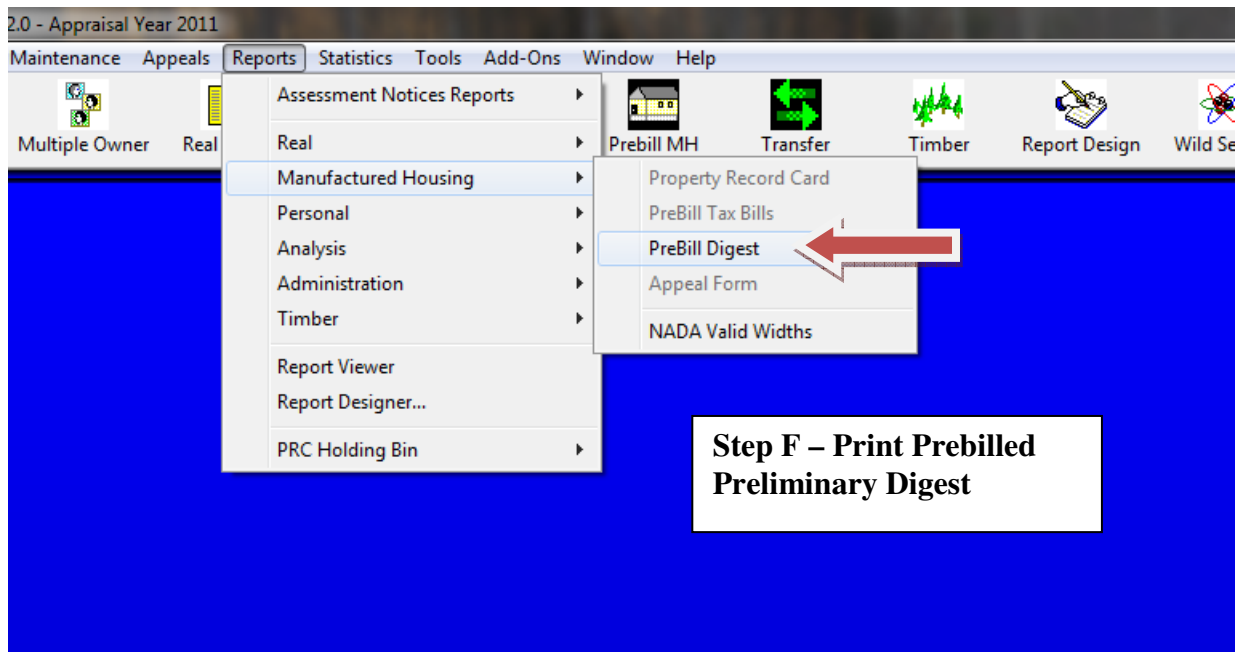 2.0 - Appraisal Year 2011
Maintenance Appeals Reports Statistics Tools Add-Ons Window Help
Multiple Owner Real Prebill MH Transfer Timber Report Design Wild Se
Assessment Notices Reports
Real
Manufactured Housing
Personal
Analysis
Administration
Timber
Report Viewer
Report Designer...
PRC Holding Bin
Property Record Card
PreBill Tax Bills
PreBill Digest
Appeal Form
NADA Valid Widths
Step F – Print Prebilled
Preliminary Digest